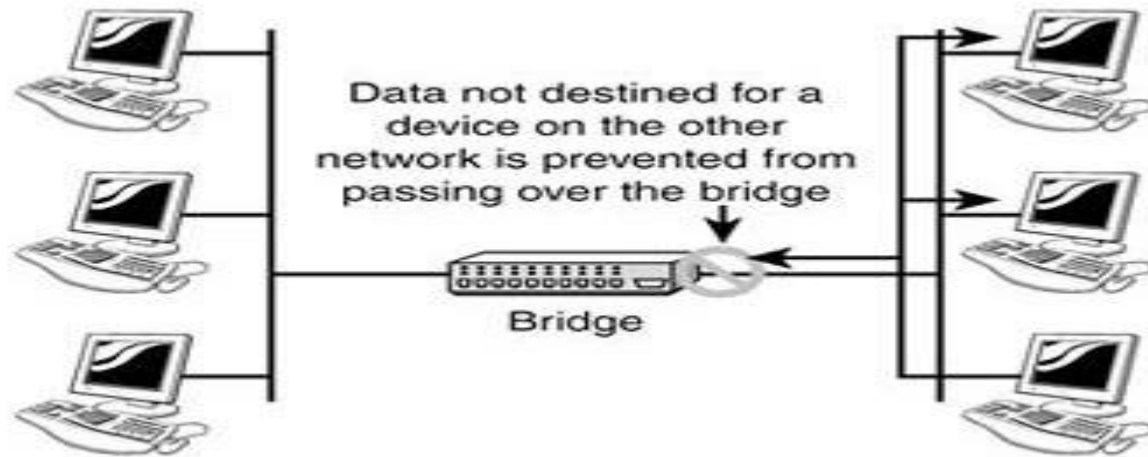 Data not destined for a
device on the other
network is prevented from
passing over the bridge
Bridge